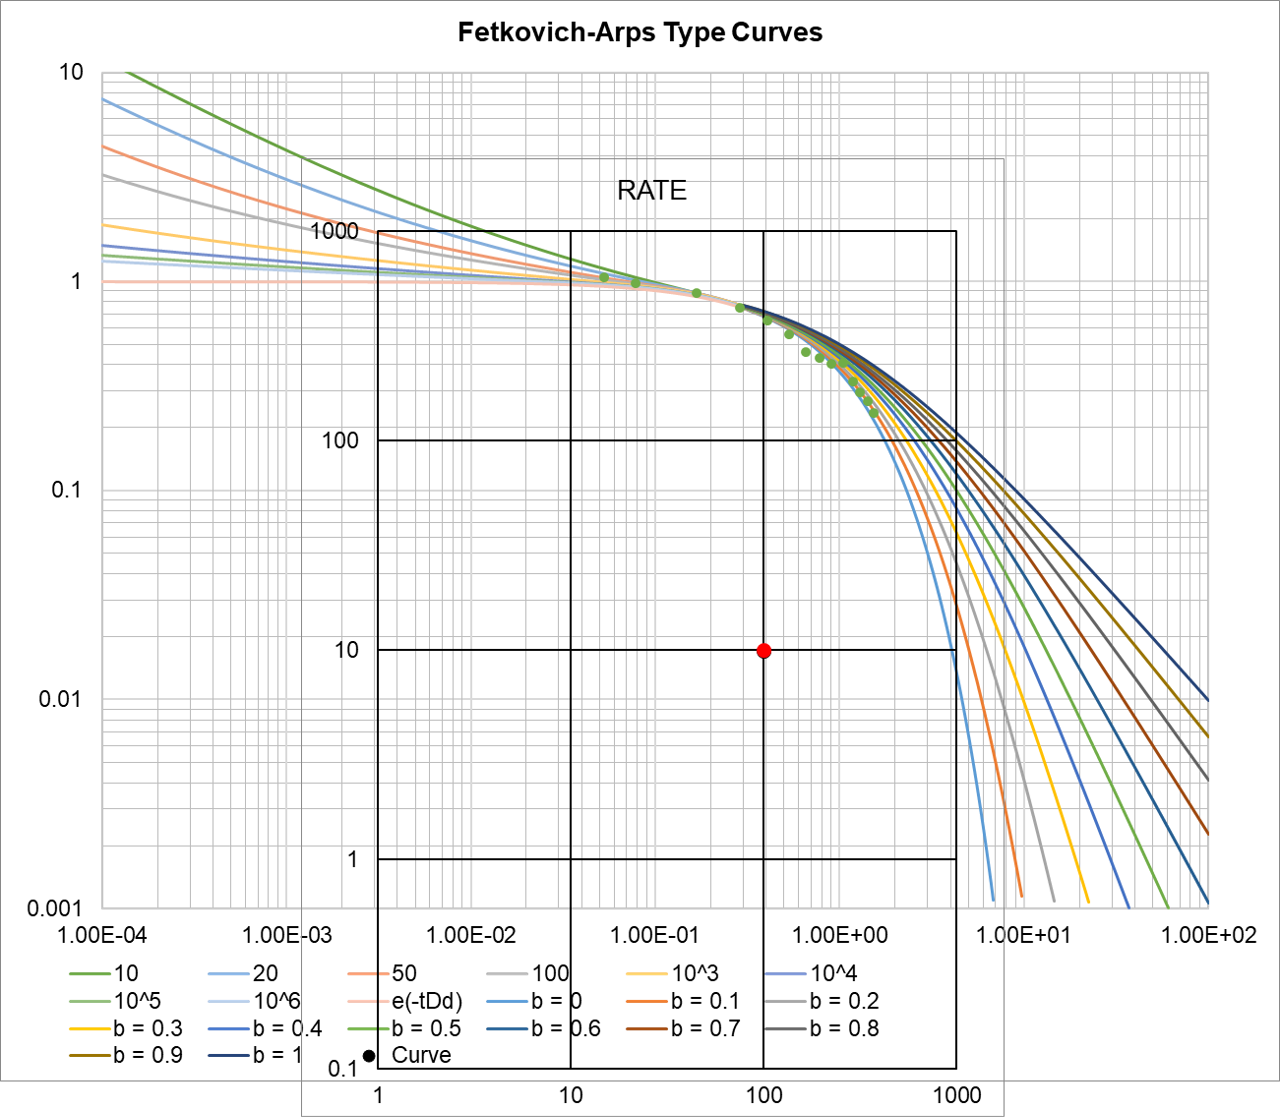 Fetkovich-Arps Type Curves
10
RATE
1000
1
100
0.1
10
0.01
1
0.001
1.00E-04 1.00E-03 1.00E-02 1.00E-01 1.00E+00 1.00E+01 1.00E+02
10 20 50 100 10^3 10^4
10^5 10^6 e(-tDd) b = 0 b = 0.1 b = 0.2
b = 0.3 b = 0.4 b = 0.5 b = 0.6 b = 0.7 b = 0.8
b = 0.9 b = 1 Curve
0.1
1 10 100 1000